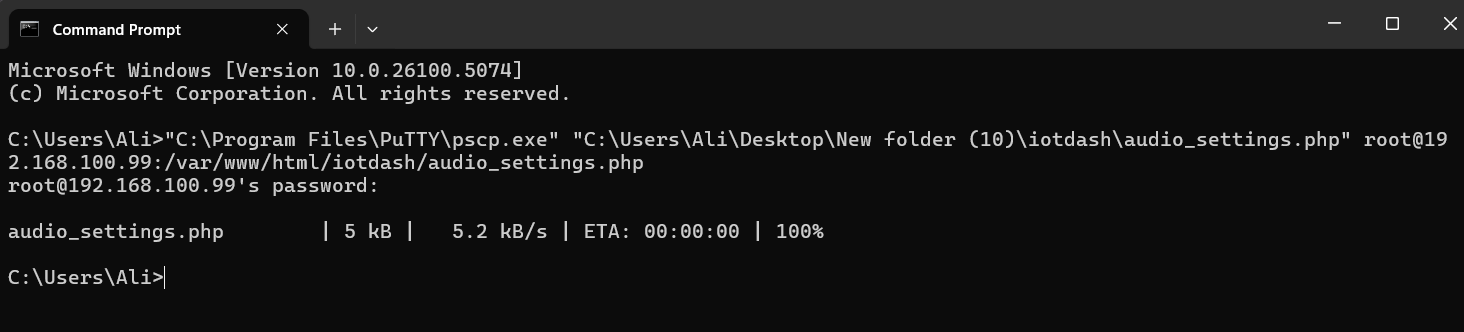 Command Prompt
Microsoft Windows [Version 10.0.26100.5074]
(c) Microsoft Corporation. All rights reserved.
C:\Users\Ali>"C:\Program Files\PuTTY\pscp.exe" "C:\Users\Ali\Desktop\New folder (10)\iotdash\audio_settings.php" root@19
2.168.100.99:/var/www/html/iotdash/audio_settings.php
root@192.168.100.99's password:
audio_settings.php        | 5 kB |   5.2 kB/s | ETA: 00:00:00 | 100%
C:\Users\Ali>